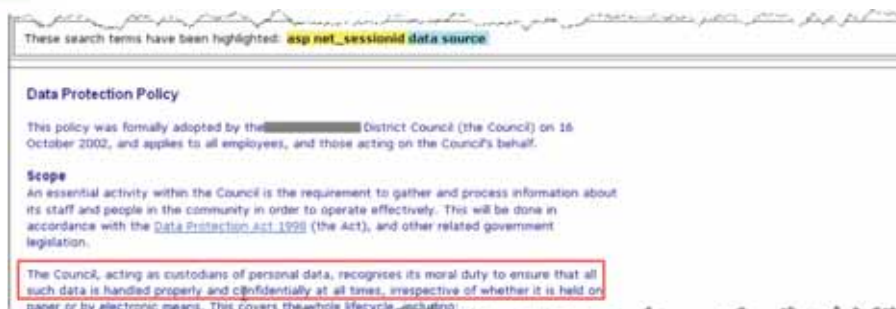 These search terms have been highlighted: asp net_sessionid data source
Data Protection Policy
This policy was formally adopted by the District Council (the Council) on 16
October 2002, and applies to all employees, and those acting on the Council's behalf.
Scope
An essential activity within the Council is the requirement to gather and process information about
its staff and people in the community in order to operate effectively. This will be done in
accordance with the Data Protection Act 1998 (the Act), and other related government
legislation.
The Council, acting as custodians of personal data, recognises its moral duty to ensure that all
such data is handled properly and confidentially at all times, irrespective of whether it is held on
paper or by electronic means. This covers the whole lifecycle, including: